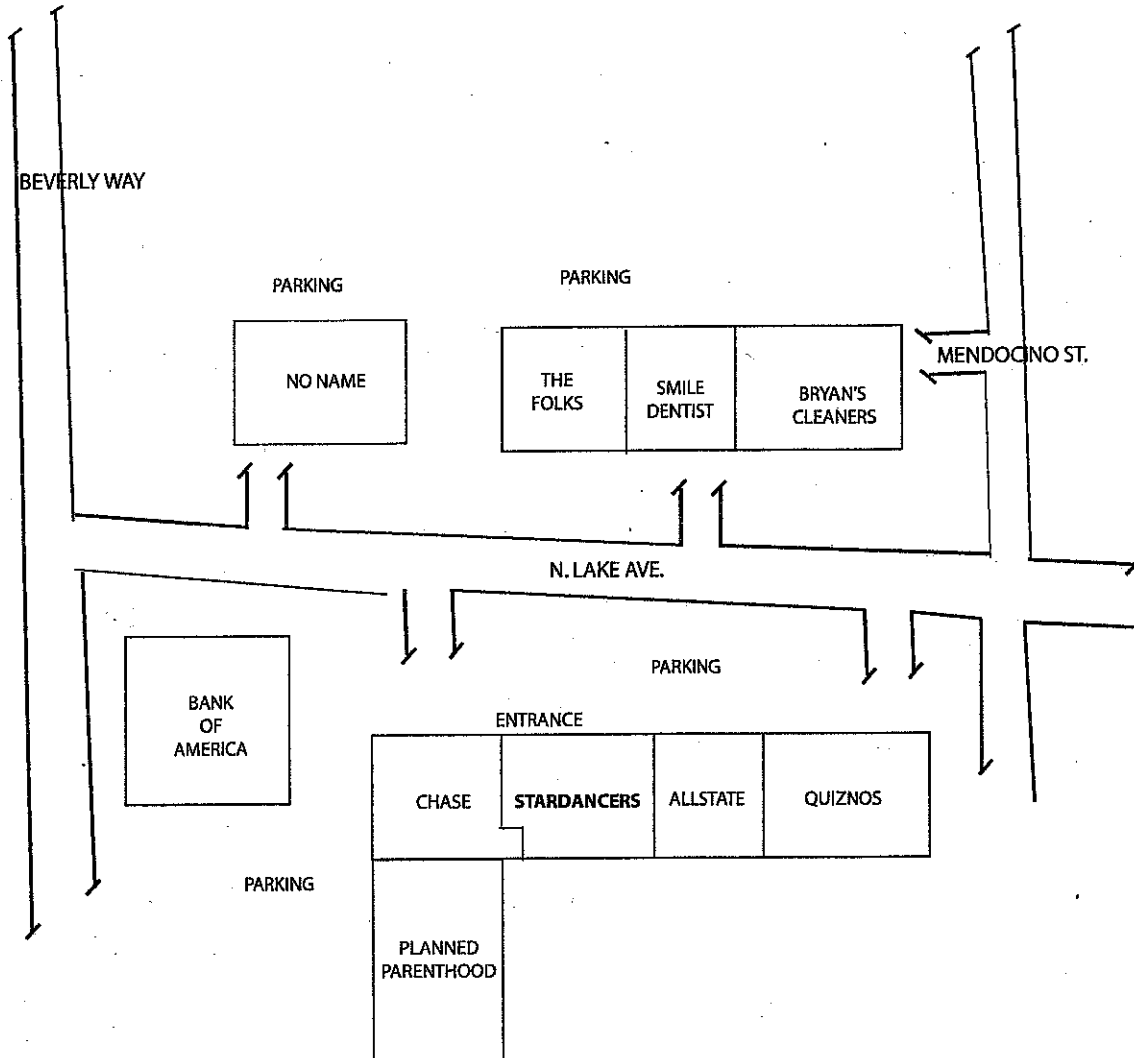 BEVERLY WAY
PARKING
PARKING
NO NAME
THE
FOLKS
SMILE
DENTIST
BRYAN'S
CLEANERS
MENDOCINO ST.
N. LAKE AVE.
PARKING
BANK
OF
AMERICA
ENTRANCE
CHASE
STARDANCERS
ALLSTATE
QUIZNOS
PARKING
PLANNED
PARENTHOOD